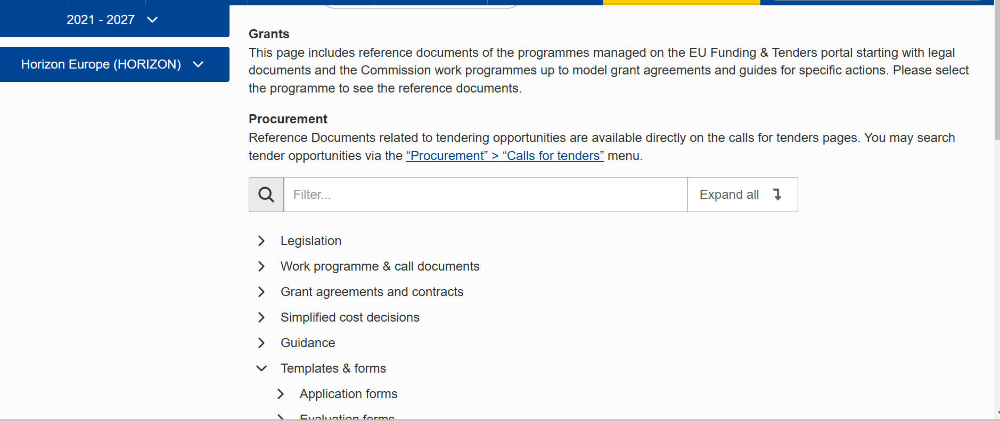 2021 - 2027
Horizon Europe (HORIZON)
Grants
This page includes reference documents of the programmes managed on the EU Funding & Tenders portal starting with legal
documents and the Commission work programmes up to model grant agreements and guides for specific actions. Please select
the programme to see the reference documents.
Procurement
Reference Documents related to tendering opportunities are available directly on the calls for tenders pages. You may search
tender opportunities via the “Procurement” > “Calls for tenders” menu.
Filter...
Expand all
Legislation
Work programme & call documents
Grant agreements and contracts
Simplified cost decisions
Guidance
Templates & forms
Application forms
Evaluation forms